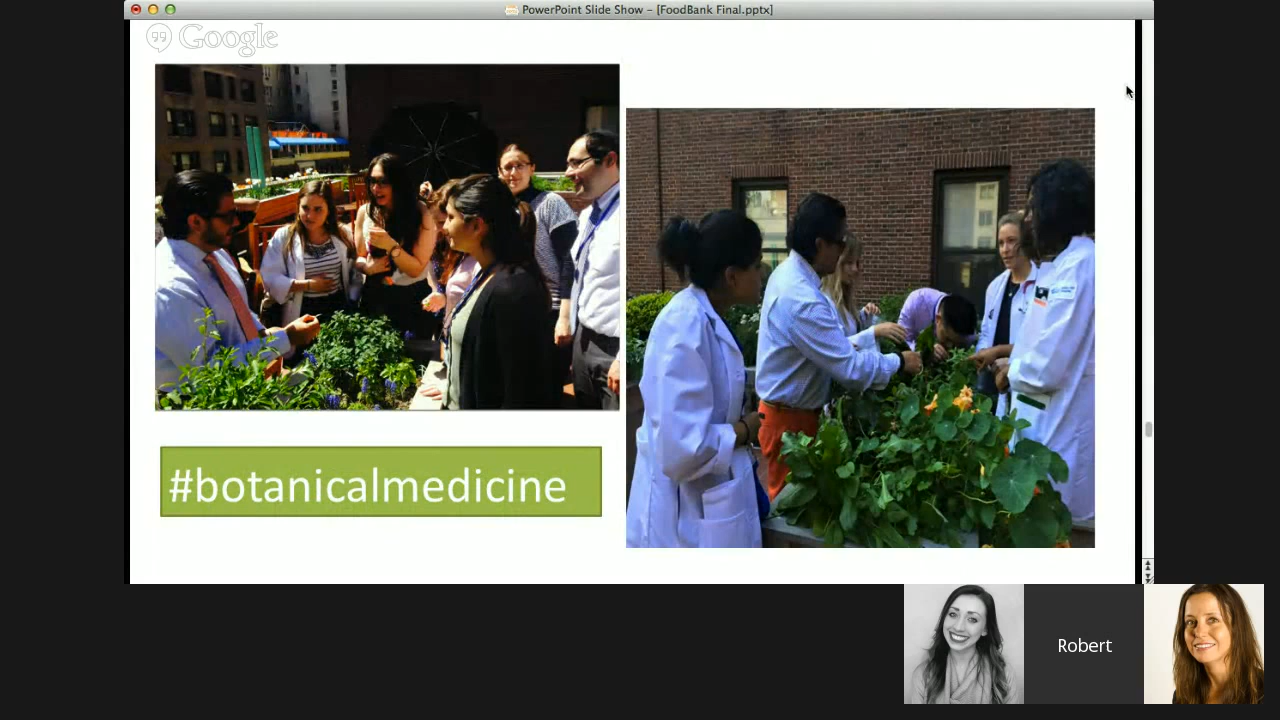 PowerPoint Slide Show - [FoodBank Final.pptx]
Google
#botanicalmedicine
Robert